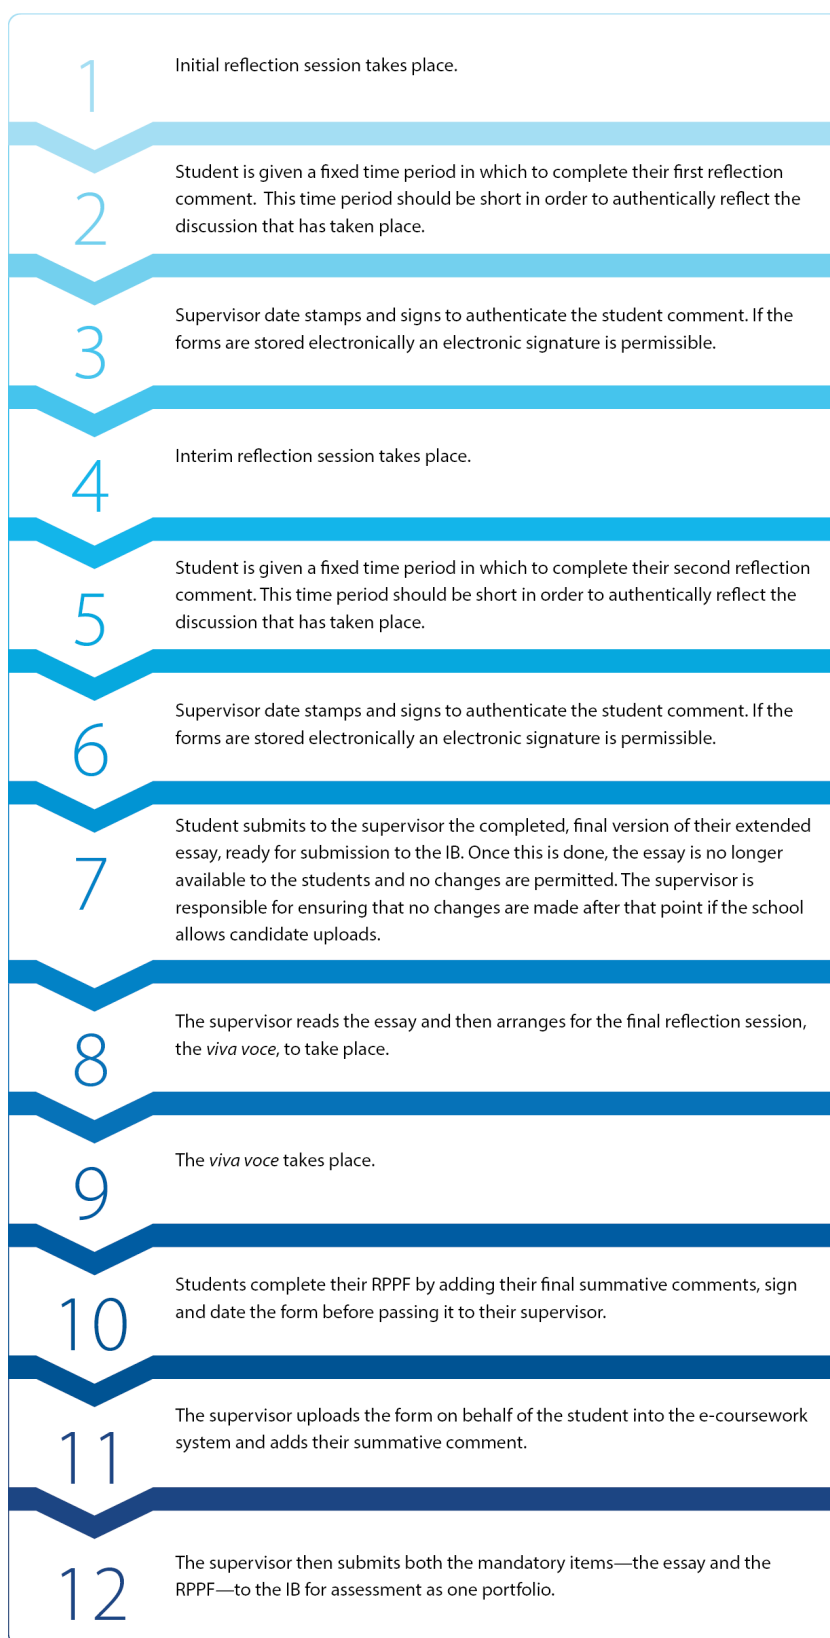 1
Initial reflection session takes place.
2
Student is given a fixed time period in which to complete their first reflection
comment. This time period should be short in order to authentically reflect the
discussion that has taken place.
3
Supervisor date stamps and signs to authenticate the student comment. If the
forms are stored electronically an electronic signature is permissible.
4
Interim reflection session takes place.
5
Student is given a fixed time period in which to complete their second reflection
comment. This time period should be short in order to authentically reflect the
discussion that has taken place.
6
Supervisor date stamps and signs to authenticate the student comment. If the
forms are stored electronically an electronic signature is permissible.
7
Student submits to the supervisor the completed, final version of their extended
essay, ready for submission to the IB. Once this is done, the essay is no longer
available to the students and no changes are permitted. The supervisor is
responsible for ensuring that no changes are made after that point if the school
allows candidate uploads.
8
The supervisor reads the essay and then arranges for the final reflection session,
the viva voce, to take place.
9
The viva voce takes place.
10
Students complete their RPPF by adding their final summative comments, sign
and date the form before passing it to their supervisor.
11
The supervisor uploads the form on behalf of the student into the e-coursework
system and adds their summative comment.
12
The supervisor then submits both the mandatory items—the essay and the
RPPF—to the IB for assessment as one portfolio.